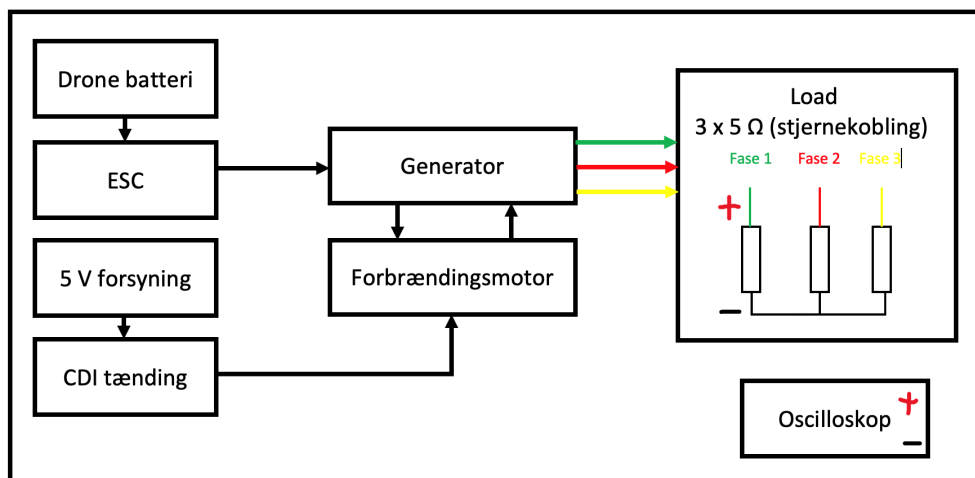 Drone batteri
ESC
5 V forsyning
CDI tænding
Generator
Forbrændingsmotor
Load
3 x 5 Ω (stjernekobling)
Fase 1 Fase 2 Fase 3
+
−
Oscilloskop +
−